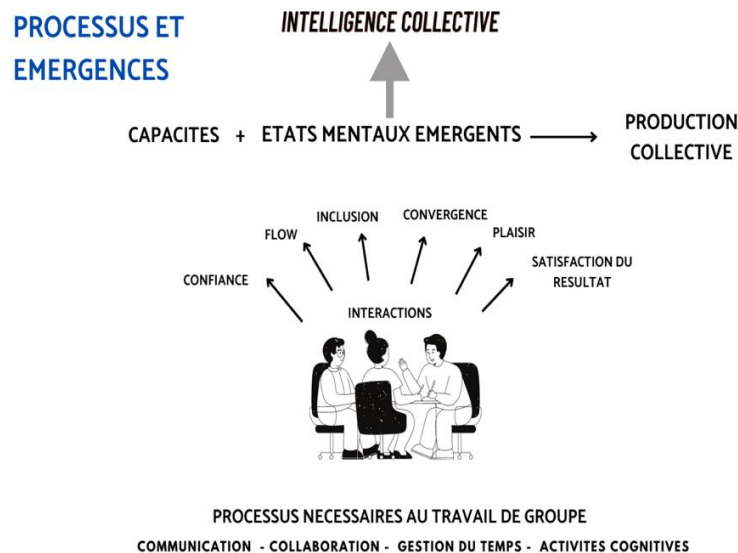 PROCESSUS ET
EMERGENCES
INTELLIGENCE COLLECTIVE
CAPACITES + ETATS MENTAUX EMERGENTS
PRODUCTION
COLLECTIVE
CONFIANCE
FLOW
INCLUSION
CONVERGENCE
PLAISIR
SATISFACTION DU
RESULTAT
INTERACTIONS
PROCESSUS NECESSAIRES AU TRAVAIL DE GROUPE
COMMUNICATION - COLLABORATION - GESTION DU TEMPS - ACTIVITES COGNITIVES